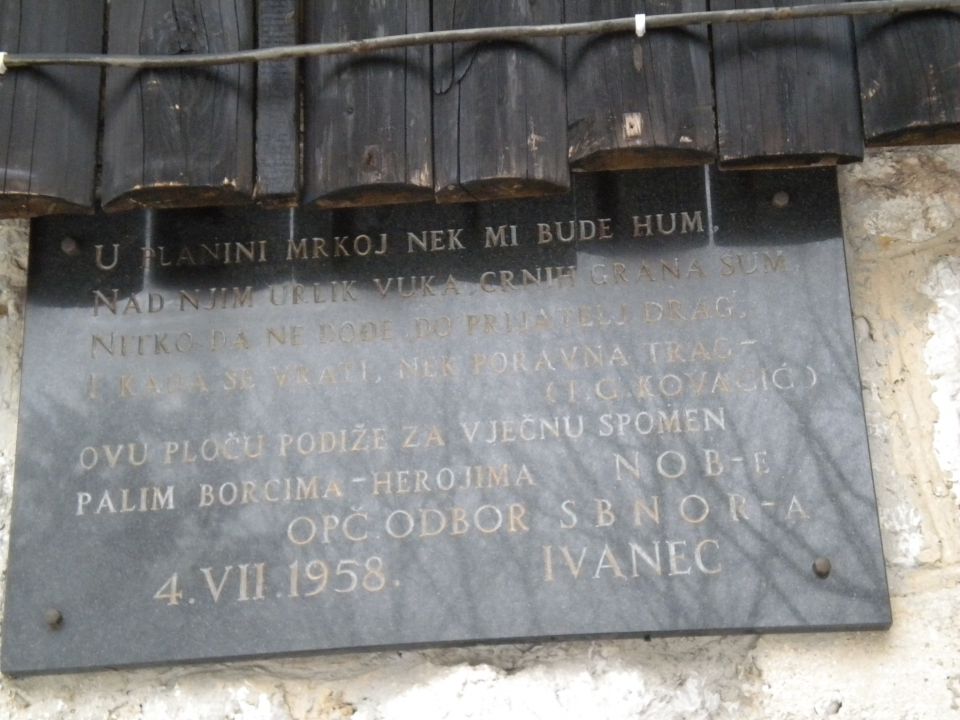 U PLANINI MRKOJ NEK MI BUDE HUM,
NAD NJIM URLIK VUKA, CRNIH GRANA ŠUM,
NITKO DA NE DOĐE, DO PRIJATELJ DRAG,
I KADA SE VRATI, NEK PORAVNA TRAG-
(I.G. KOVAČIĆ)
OVU PLOČU PODIŽE ZA VJEČNU SPOMEN
PALIM BORCIMA-HEROJIMA NOB-E
OPĆ.ODBOR SBNOR-A
4.VII.1958. IVANEC